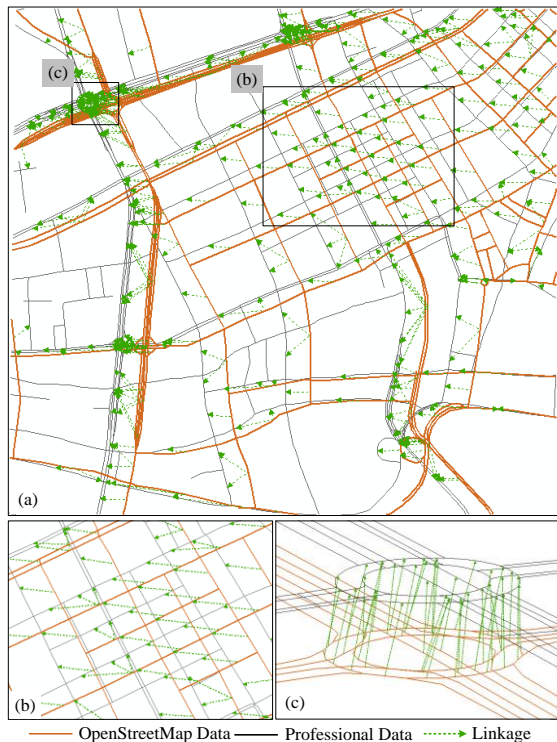 (c)
(b)
(a)
(b)
(c)
OpenStreetMap Data
Professional Data
Linkage